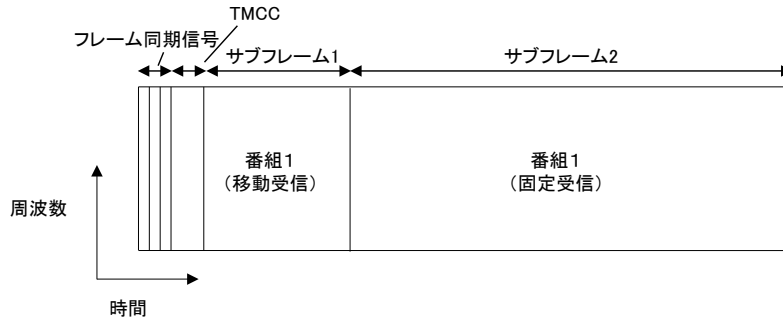 TMCC
フレーム同期信号
サブフレーム1
サブフレーム2
番組1
（移動受信）
番組1
（固定受信）
周波数
時間